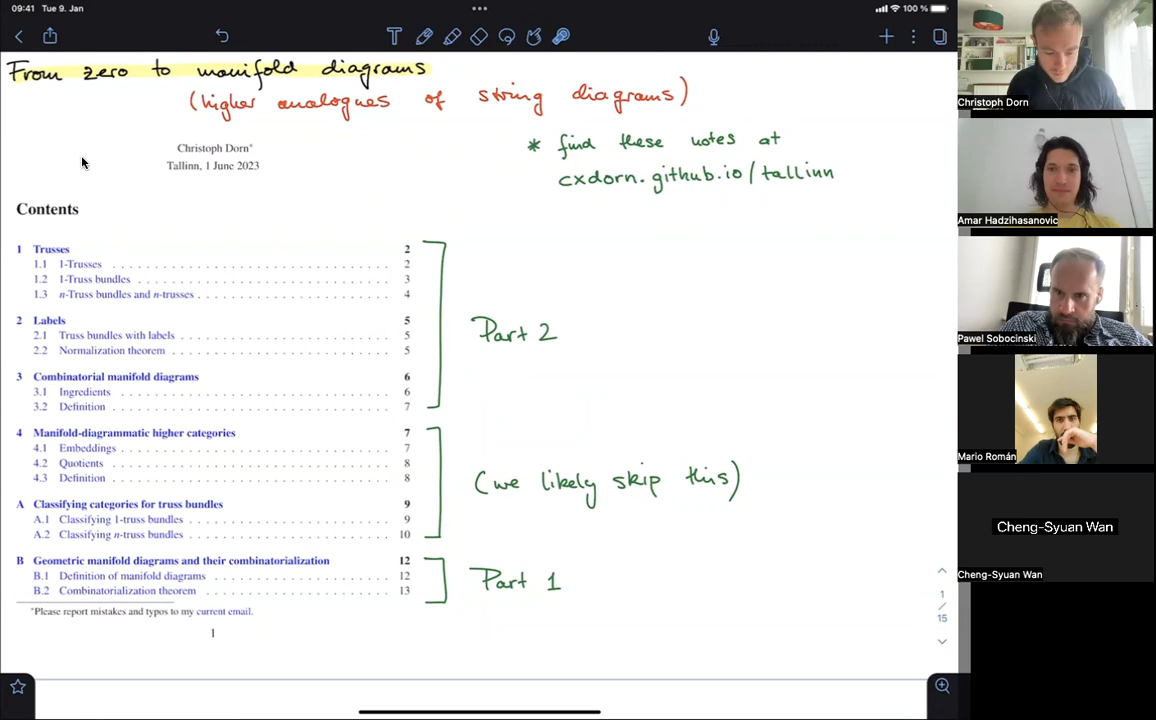 09:41 Tue 9. Jan
100 %
From zero to manifold diagrams
(higher analogues of string diagrams)
Christoph Dorn*
Tallinn, 1 June 2023
* find these notes at
cxdorn.github.io/tallinn
Contents
1 Trusses 2
1.1 1-Trusses 2
1.2 1-Truss bundles 3
1.3 n-Truss bundles and n-trusses 4
2 Labels 5
2.1 Truss bundles with labels 5
2.2 Normalization theorem 5
3 Combinatorial manifold diagrams 6
3.1 Ingredients 6
3.2 Definition 7
Part 2
4 Manifold-diagrammatic higher categories 7
4.1 Embeddings 7
4.2 Quotients 8
4.3 Definition 8
A Classifying categories for truss bundles 9
A.1 Classifying 1-truss bundles 9
A.2 Classifying n-truss bundles 10
(we likely skip this)
B Geometric manifold diagrams and their combinatorialization 12
B.1 Definition of manifold diagrams 12
B.2 Combinatorialization theorem 13
Part 1
*Please report mistakes and typos to my current email.
1
1
/
15
Christoph Dorn
Amar Hadzihasanovic
Pawel Sobocinski
Mario Román
Cheng-Syuan Wan
Cheng-Syuan Wan